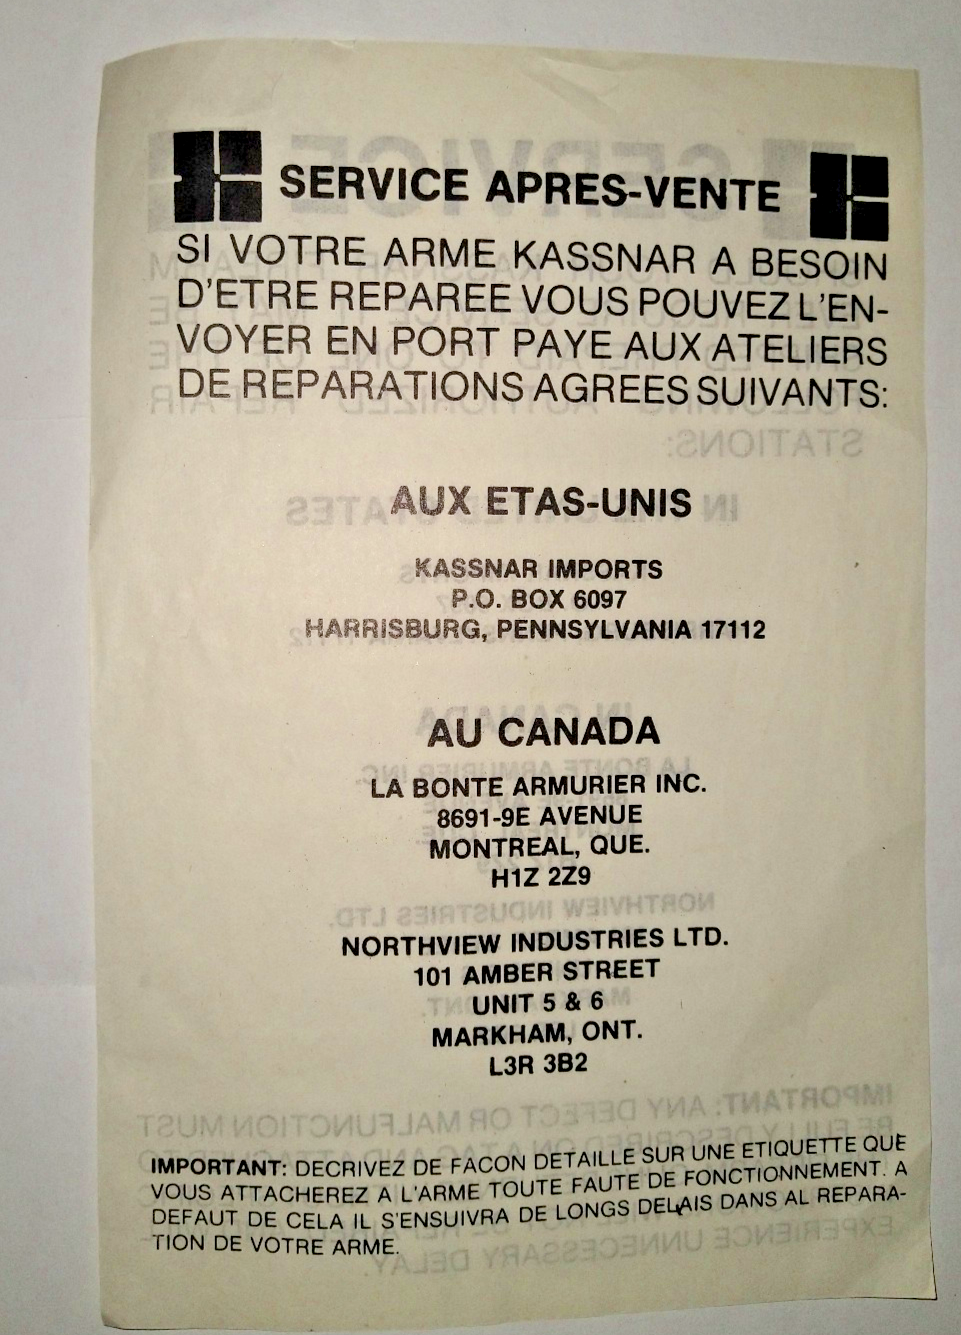 SERVICE APRES-VENTE
SI VOTRE ARME KASSNAR A BESOIN
D'ETRE REPAREE VOUS POUVEZ L'EN-
VOYER EN PORT PAYE AUX ATELIERS
DE REPARATIONS AGREES SUIVANTS:
AUX ETAS-UNIS
KASSNAR IMPORTS
P.O. BOX 6097
HARRISBURG, PENNSYLVANIA 17112
AU CANADA
LA BONTE ARMURIER INC.
8691-9E AVENUE
MONTREAL, QUE.
H1Z 2Z9
NORTHVIEW INDUSTRIES LTD.
101 AMBER STREET
UNIT 5 & 6
MARKHAM, ONT.
L3R 3B2
IMPORTANT: DECRIVEZ DE FACON DETAILLE SUR UNE ETIQUETTE QUE
VOUS ATTACHEREZ A L'ARME TOUTE FAUTE DE FONCTIONNEMENT. A
DEFAUT DE CELA IL S'ENSUIVRA DE LONGS DELAIS DANS AL REPARA-
TION DE VOTRE ARME.